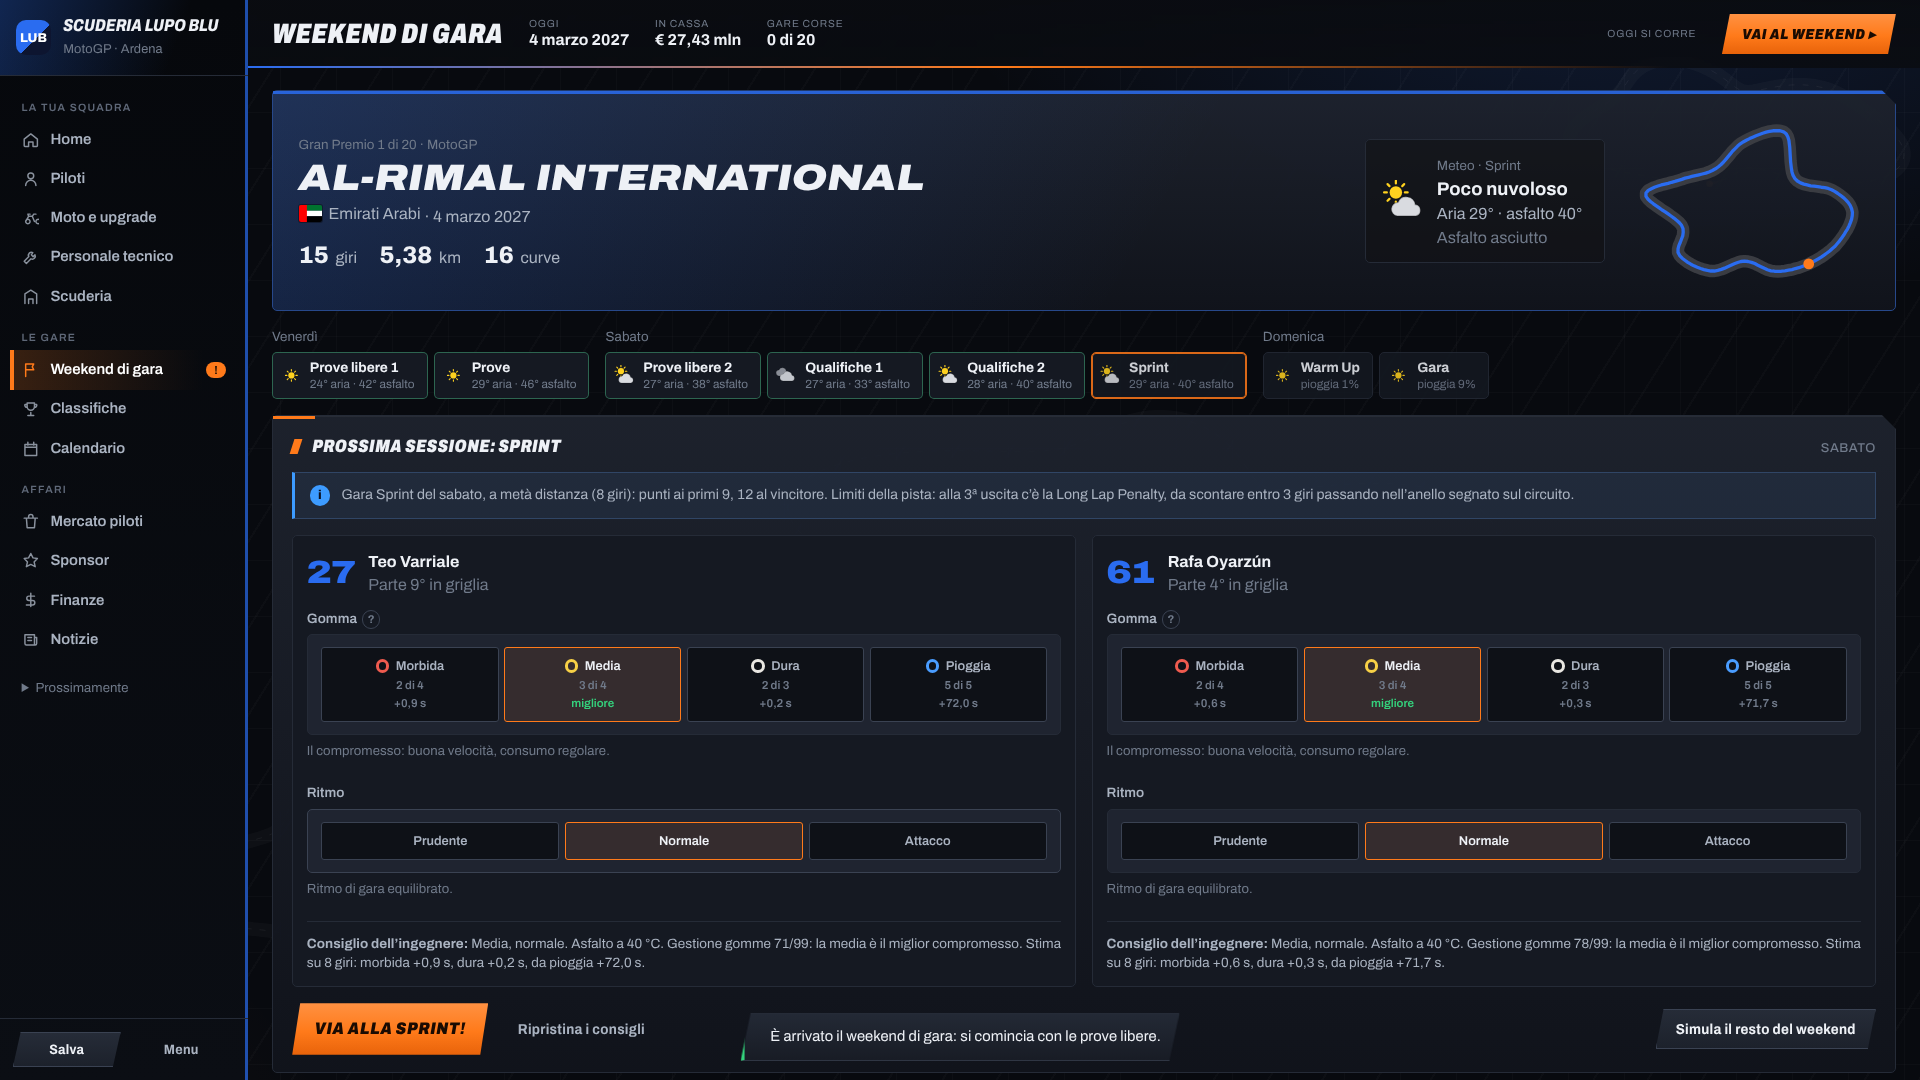 LUB
SCUDERIA LUPO BLU
MotoGP · Ardena
LA TUA SQUADRA
Home
Piloti
Moto e upgrade
Personale tecnico
Scuderia
LE GARE
Weekend di gara !
Classifiche
Calendario
AFFARI
Mercato piloti
Sponsor
Finanze
Notizie
Prossimamente
Salva Menu
WEEKEND DI GARA
OGGI
4 marzo 2027
IN CASSA
€ 27,43 mln
GARE CORSE
0 di 20
OGGI SI CORRE
VAI AL WEEKEND ▸
Gran Premio 1 di 20 · MotoGP
AL-RIMAL INTERNATIONAL
Emirati Arabi · 4 marzo 2027
15 giri 5,38 km 16 curve
Meteo · Sprint
Poco nuvoloso
Aria 29° · asfalto 40°
Asfalto asciutto
Venerdì
Prove libere 1
24° aria · 42° asfalto
Prove
29° aria · 46° asfalto
Sabato
Prove libere 2
27° aria · 38° asfalto
Qualifiche 1
27° aria · 33° asfalto
Qualifiche 2
28° aria · 40° asfalto
Sprint
29° aria · 40° asfalto
Domenica
Warm Up
pioggia 1%
Gara
pioggia 9%
PROSSIMA SESSIONE: SPRINT
SABATO
i Gara Sprint del sabato, a metà distanza (8 giri): punti ai primi 9, 12 al vincitore. Limiti della pista: alla 3ª uscita c’è la Long Lap Penalty, da scontare entro 3 giri passando nell’anello segnato sul circuito.
27
Teo Varriale
Parte 9° in griglia
Gomma ?
Morbida
2 di 4
+0,9 s
Media
3 di 4
migliore
Dura
2 di 3
+0,2 s
Pioggia
5 di 5
+72,0 s
Il compromesso: buona velocità, consumo regolare.
Ritmo
Prudente Normale Attacco
Ritmo di gara equilibrato.
Consiglio dell’ingegnere: Media, normale. Asfalto a 40 °C. Gestione gomme 71/99: la media è il miglior compromesso. Stima
su 8 giri: morbida +0,9 s, dura +0,2 s, da pioggia +72,0 s.
61
Rafa Oyarzún
Parte 4° in griglia
Gomma ?
Morbida
2 di 4
+0,6 s
Media
3 di 4
migliore
Dura
2 di 3
+0,3 s
Pioggia
5 di 5
+71,7 s
Il compromesso: buona velocità, consumo regolare.
Ritmo
Prudente Normale Attacco
Ritmo di gara equilibrato.
Consiglio dell’ingegnere: Media, normale. Asfalto a 40 °C. Gestione gomme 78/99: la media è il miglior compromesso. Stima
su 8 giri: morbida +0,6 s, dura +0,3 s, da pioggia +71,7 s.
VIA ALLA SPRINT!
Ripristina i consigli
È arrivato il weekend di gara: si comincia con le prove libere.
Simula il resto del weekend